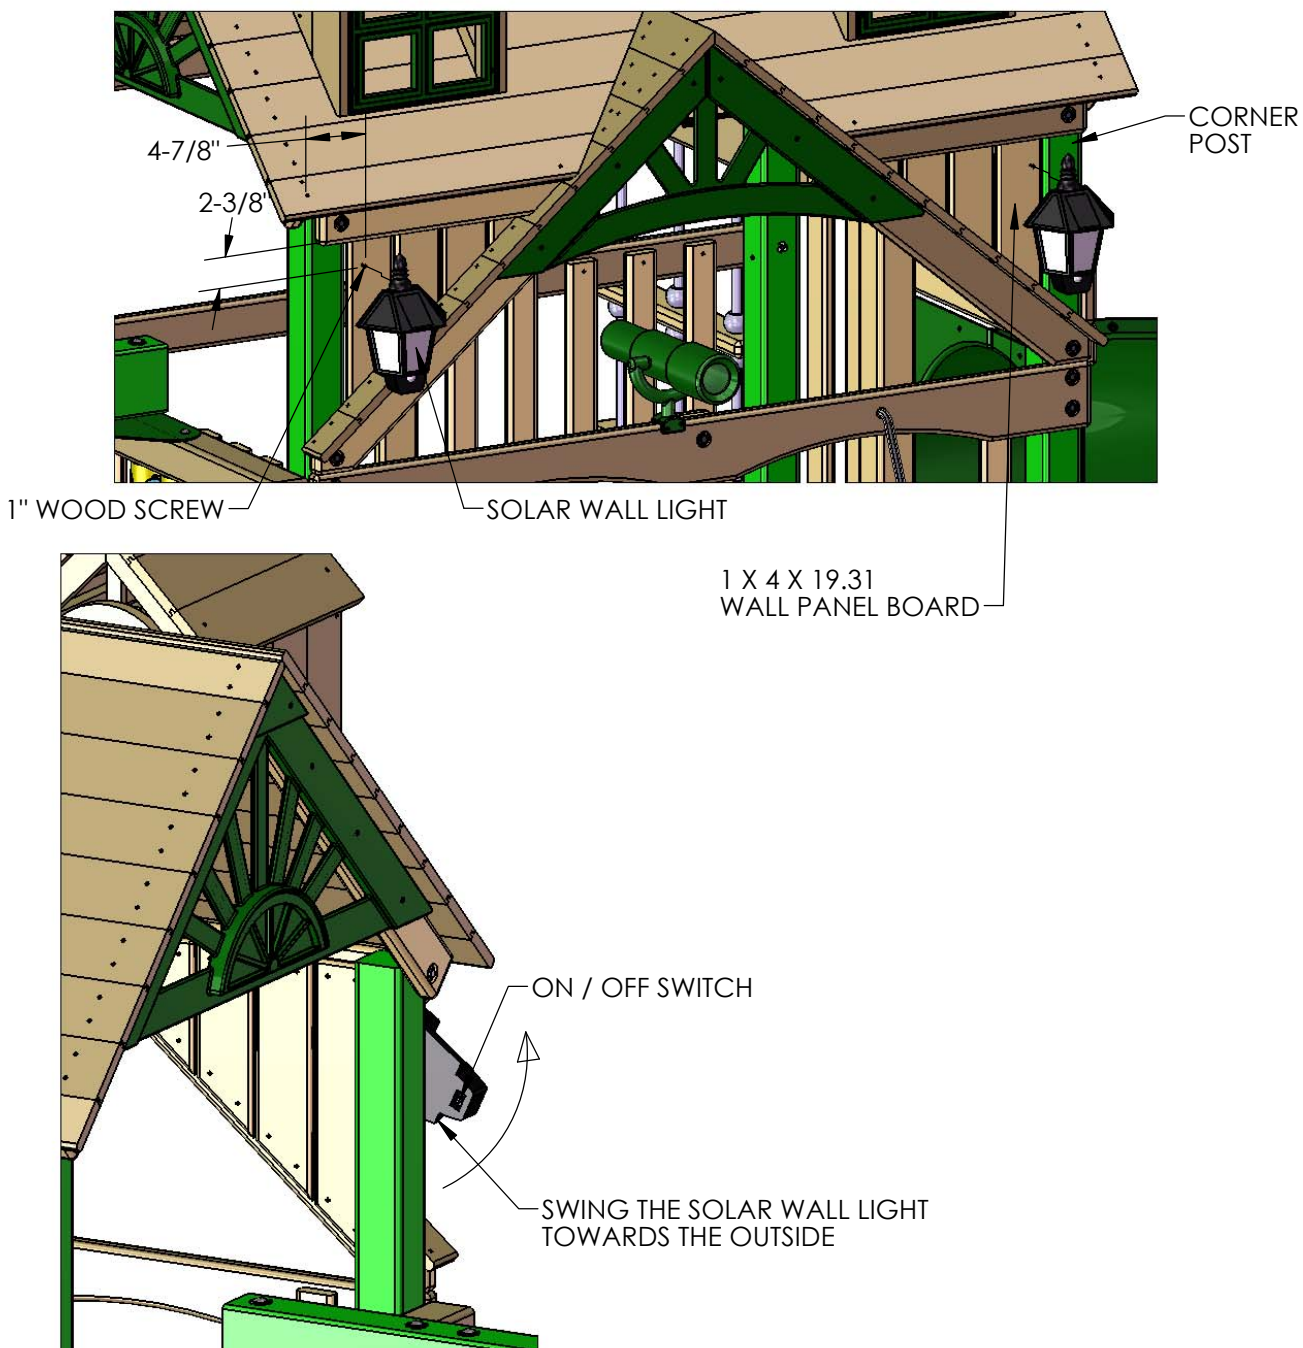 CORNER
POST
4-7/8"
2-3/8"
1" WOOD SCREW
SOLAR WALL LIGHT
1 X 4 X 19.31
WALL PANEL BOARD
ON / OFF SWITCH
SWING THE SOLAR WALL LIGHT
TOWARDS THE OUTSIDE